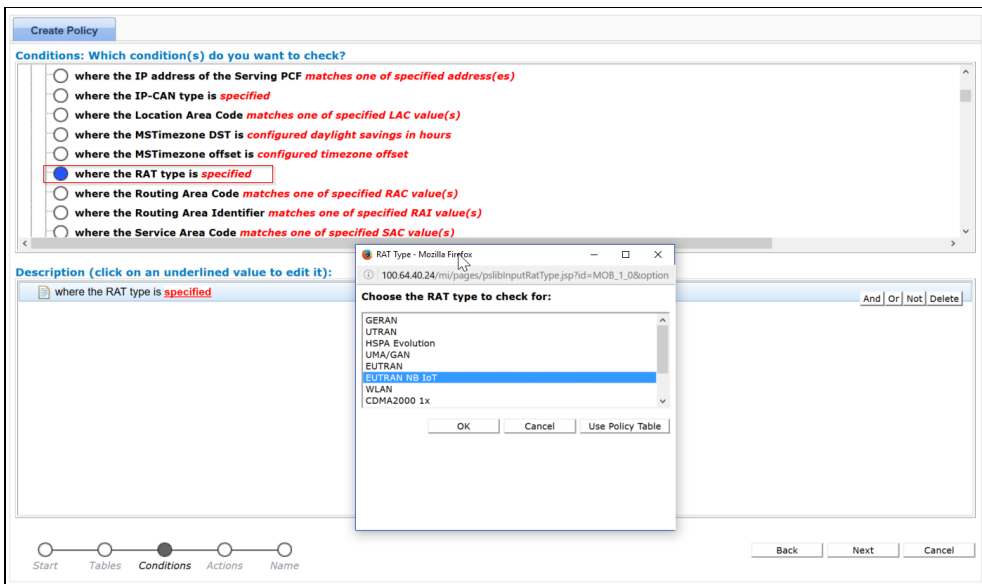 Create Policy
Conditions: Which condition(s) do you want to check?
where the IP address of the Serving PCF matches one of specified address(es)
where the IP-CAN type is specified
where the Location Area Code matches one of specified LAC value(s)
where the MSTimezone DST is configured daylight savings in hours
where the MSTimezone offset is configured timezone offset
where the RAT type is specified
where the Routing Area Code matches one of specified RAC value(s)
where the Routing Area Identifier matches one of specified RAI value(s)
where the Service Area Code matches one of specified SAC value(s)
Description (click on an underlined value to edit it):
where the RAT type is specified
And Or Not Delete
RAT Type - Mozilla Firefox
100.64.40.24/mi/pages/pslibInputRatType.jsp?id=MOB_1_0&option
Choose the RAT type to check for:
GERAN
UTRAN
HSPA Evolution
UMA/GAN
EUTRAN
EUTRAN NB IoT
WLAN
CDMA2000 1x
OK Cancel Use Policy Table
Start Tables Conditions Actions Name
Back Next Cancel